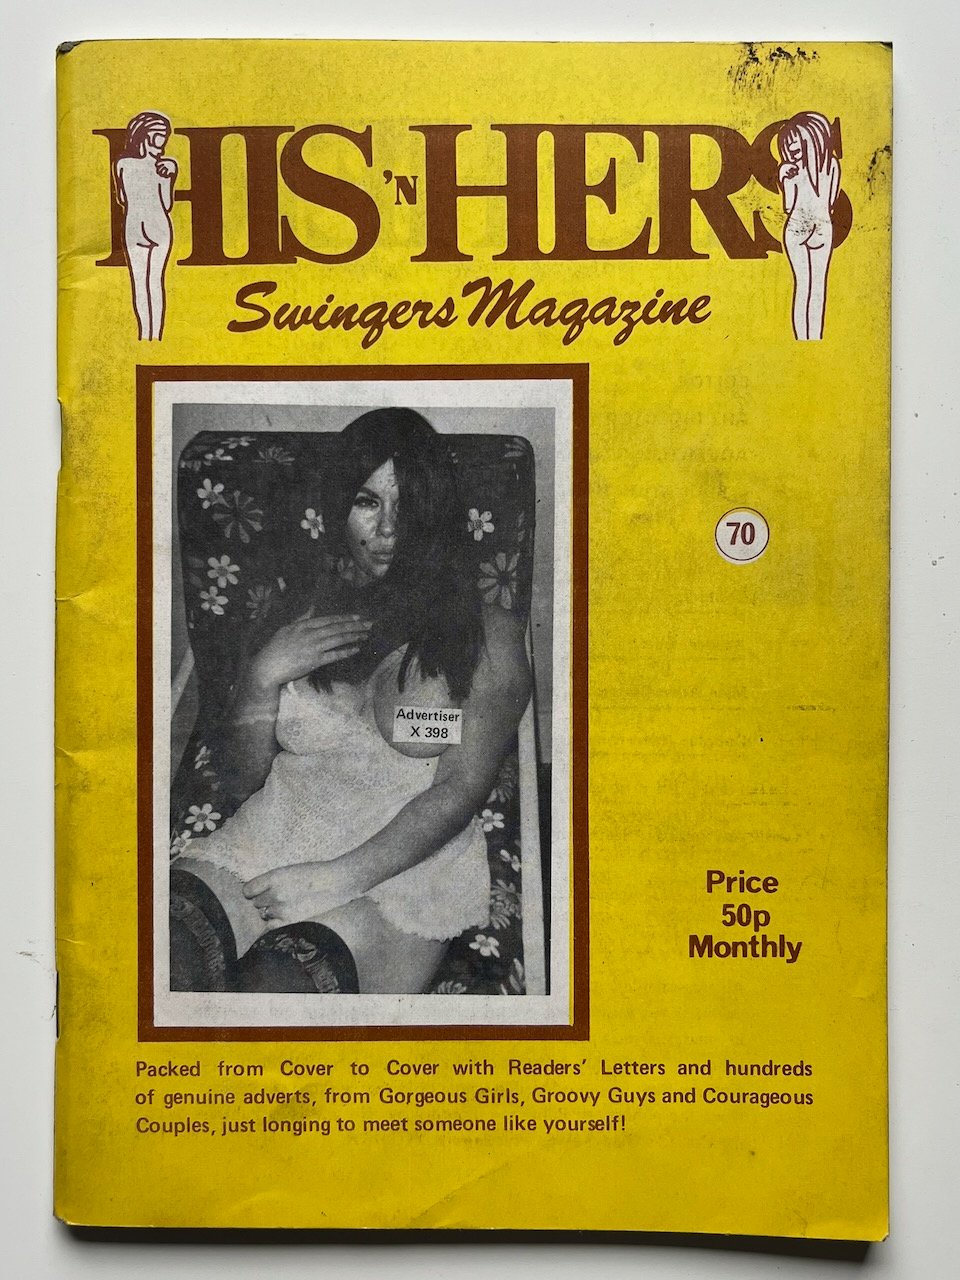 HIS 'N HERS
Swingers Magazine
70
Advertiser
X 398
Price
50p
Monthly
Packed from Cover to Cover with Readers' Letters and hundreds
of genuine adverts, from Gorgeous Girls, Groovy Guys and Courageous
Couples, just longing to meet someone like yourself!